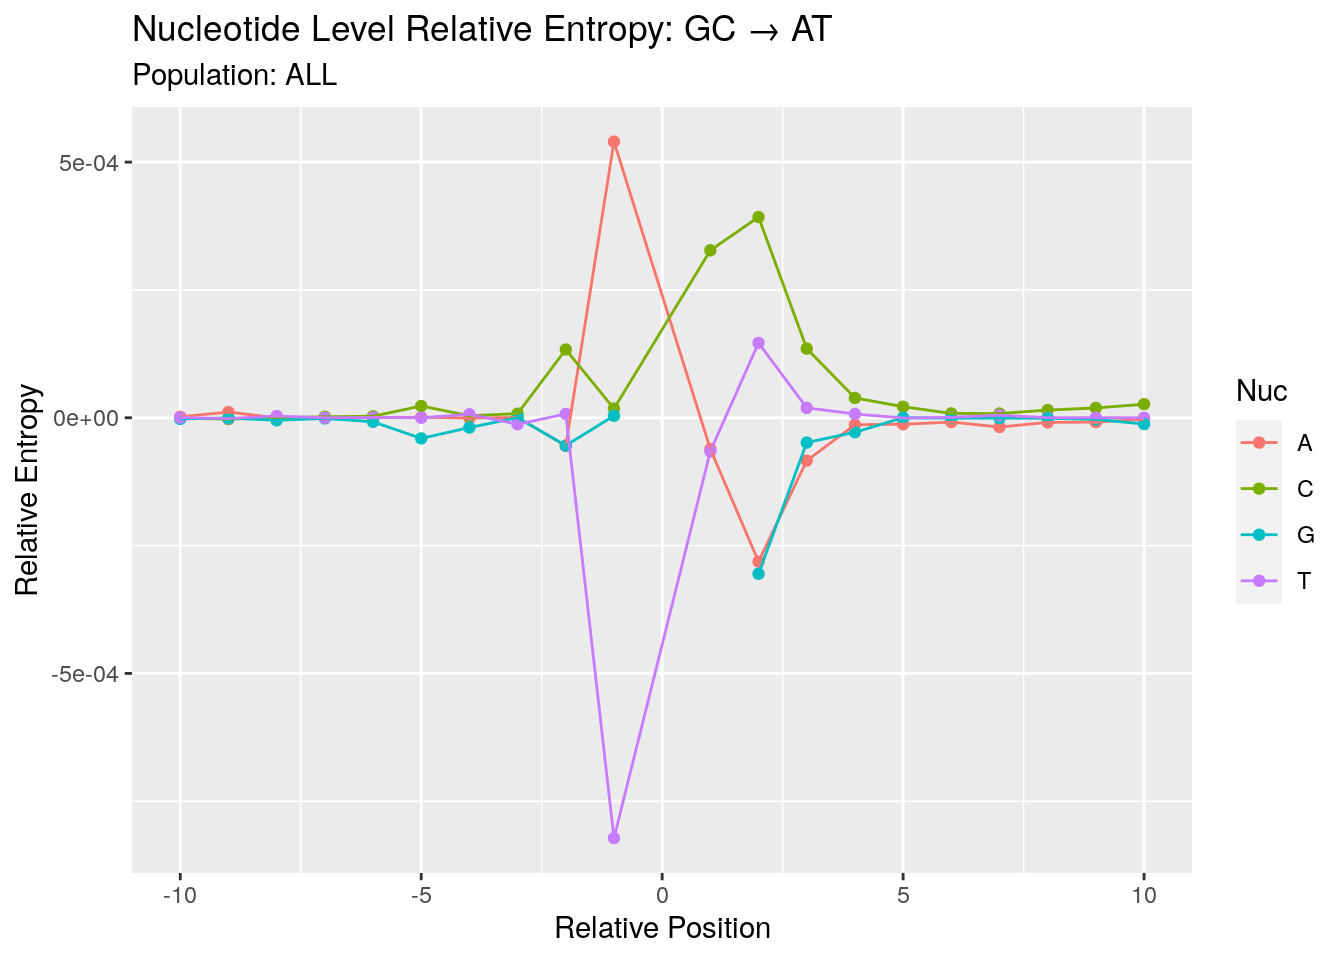 Nucleotide Level Relative Entropy: GC → AT
Population: ALL
5e-04
0e+00
-5e-04
Relative Entropy
-10
-5
0
5
10
Relative Position
Nuc
A
C
G
T